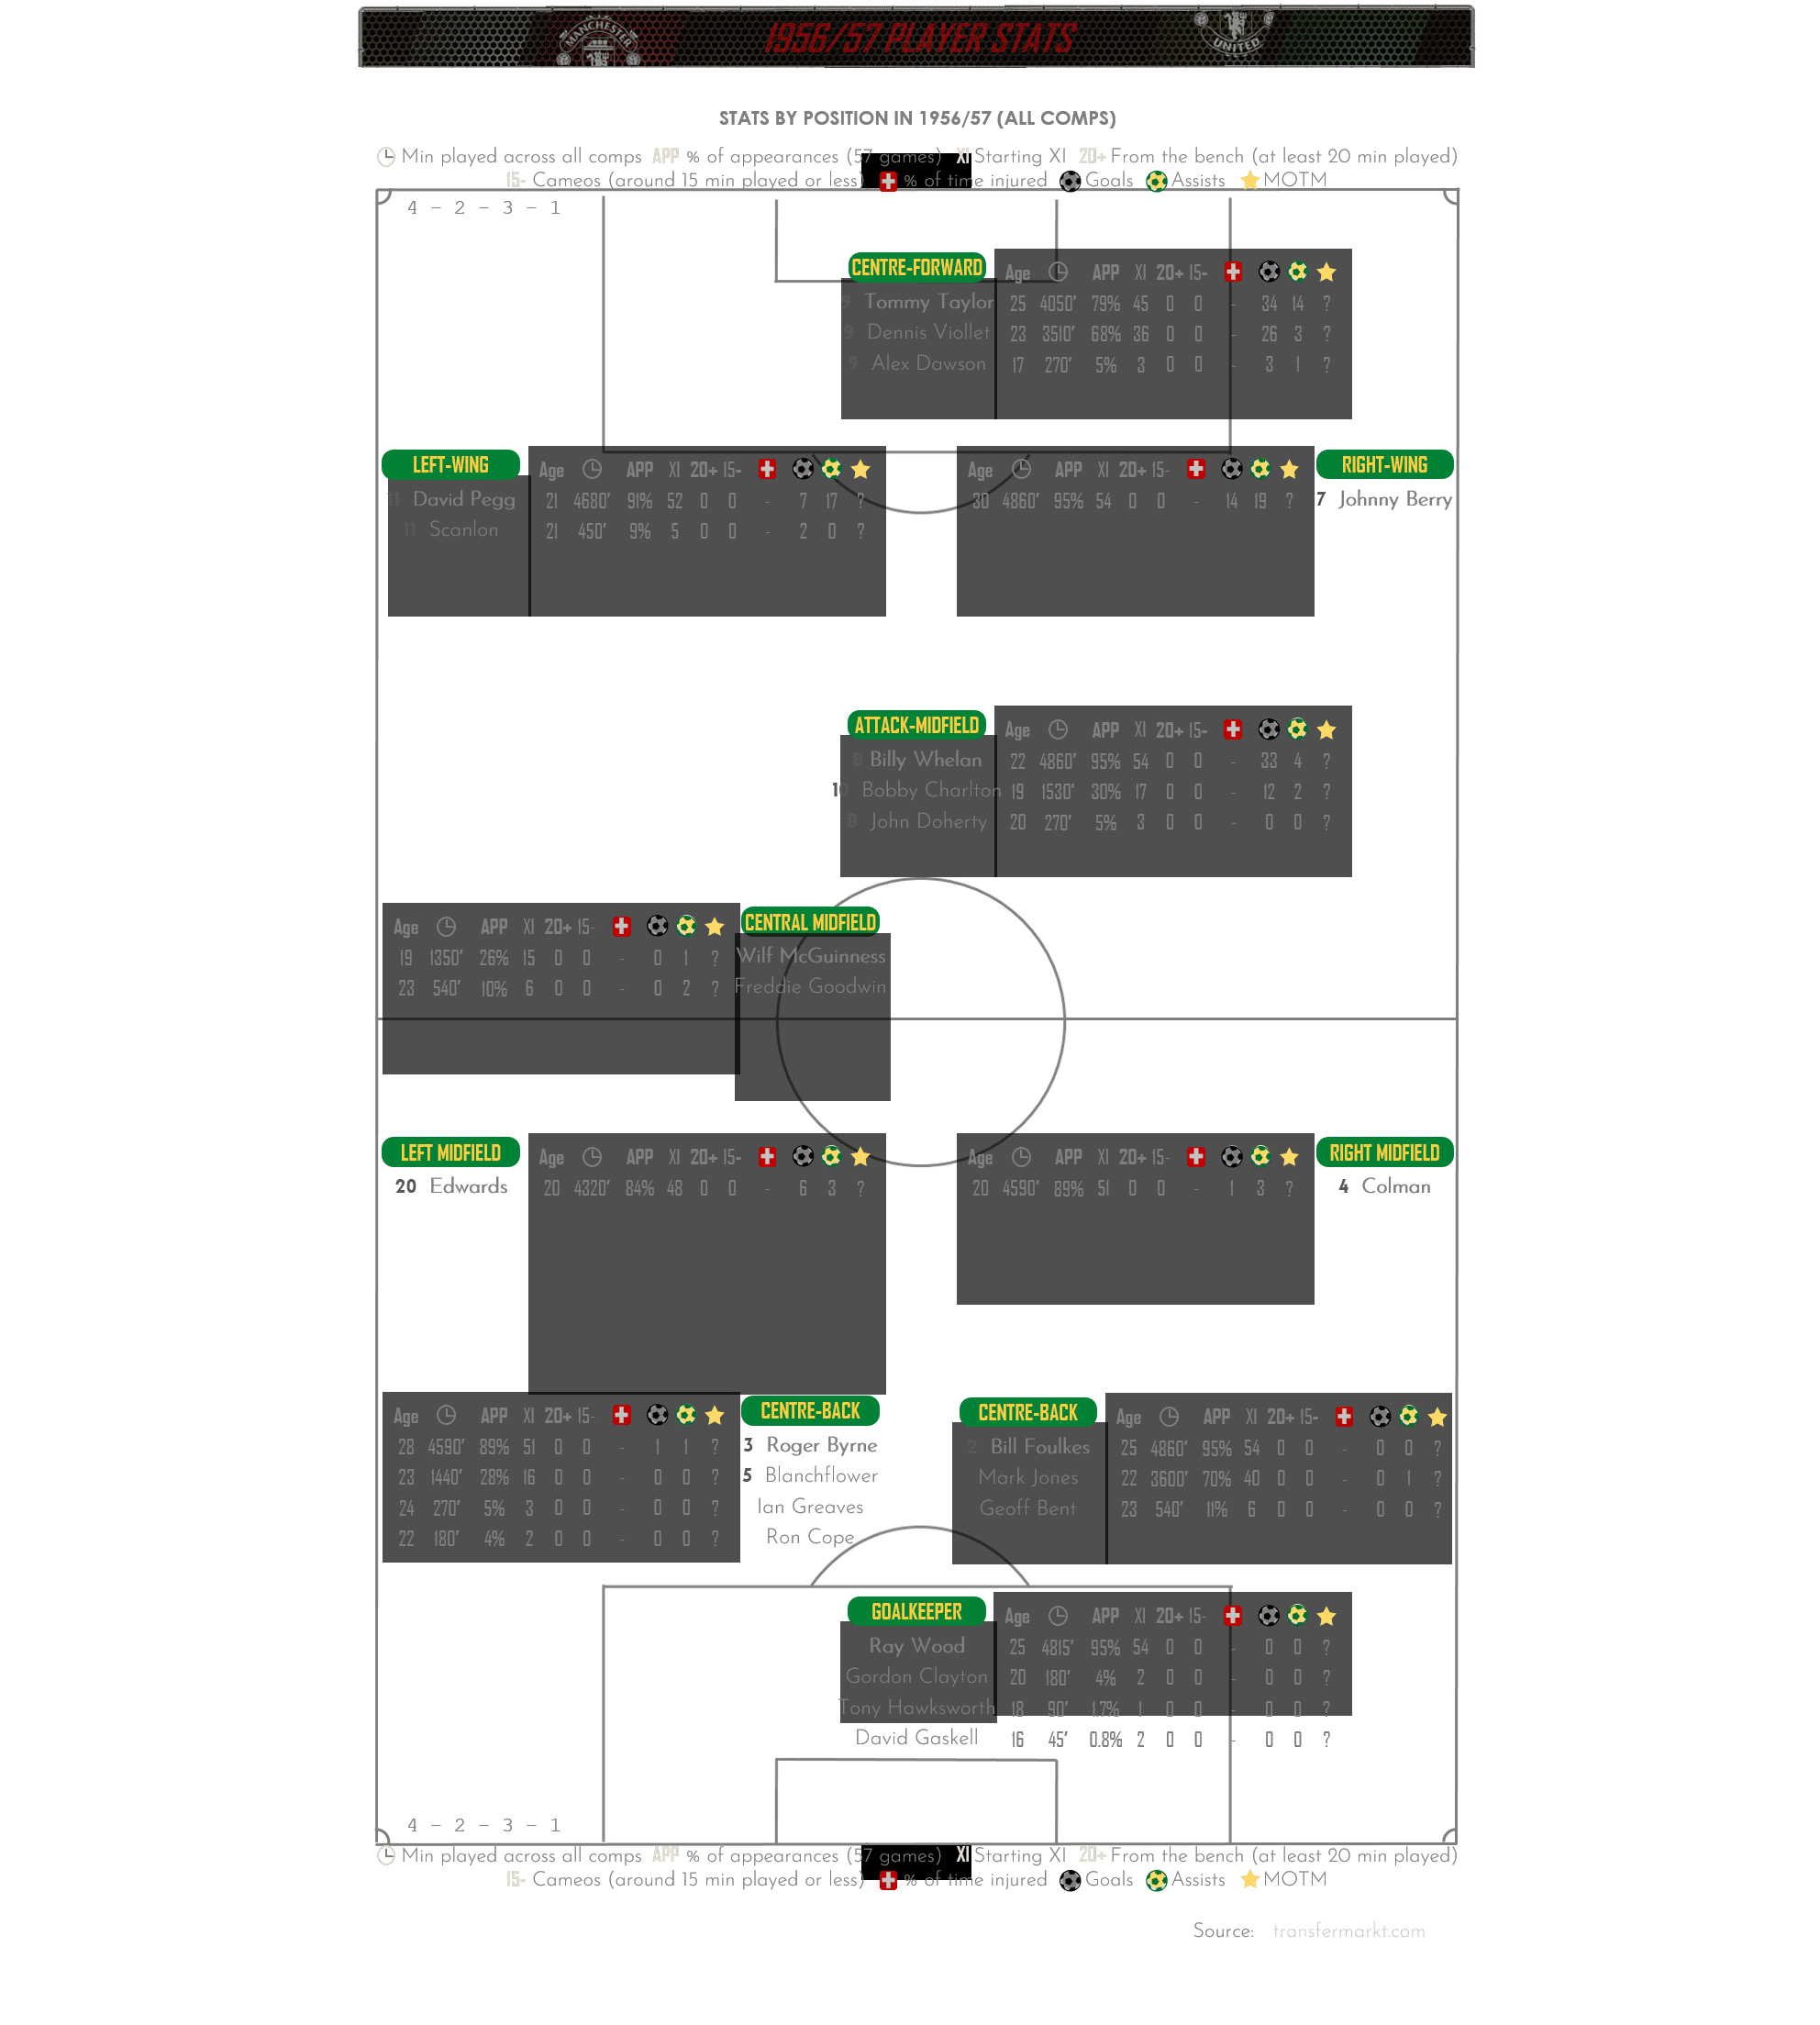 MANCHESTER
1956/57 PLAYER STATS
UNITED
STATS BY POSITION IN 1956/57 (ALL COMPS)
Min played across all comps APP % of appearances (57 games) XI Starting XI 20+ From the bench (at least 20 min played)
15- Cameos (around 15 min played or less) % of time injured Goals Assists MOTM
4 - 2 - 3 - 1
CENTRE-FORWARD Age APP XI 20+ 15-
9 Tommy Taylor 25 4050' 79% 45 0 0 - 34 14 ?
9 Dennis Viollet 23 3510' 68% 36 0 0 - 26 3 ?
9 Alex Dawson 17 270' 5% 3 0 0 - 3 1 ?
LEFT-WING Age APP XI 20+ 15-
11 David Pegg 21 4680' 91% 52 0 0 - 7 17 ?
11 Scanlon 21 450' 9% 5 0 0 - 2 0 ?
Age APP XI 20+ 15- RIGHT-WING
30 4860' 95% 54 0 0 - 14 19 ? 7 Johnny Berry
ATTACK-MIDFIELD Age APP XI 20+ 15-
8 Billy Whelan 22 4860' 95% 54 0 0 - 33 4 ?
10 Bobby Charlton 19 1530' 30% 17 0 0 - 12 2 ?
8 John Doherty 20 270' 5% 3 0 0 - 0 0 ?
Age APP XI 20+ 15- CENTRAL MIDFIELD
19 1350' 26% 15 0 0 - 0 1 ? Wilf McGuinness
23 540' 10% 6 0 0 - 0 2 ? Freddie Goodwin
LEFT MIDFIELD Age APP XI 20+ 15-
20 Edwards 20 4320' 84% 48 0 0 - 6 3 ?
Age APP XI 20+ 15- RIGHT MIDFIELD
20 4590' 89% 51 0 0 - 1 3 ? 4 Colman
Age APP XI 20+ 15- CENTRE-BACK
28 4590' 89% 51 0 0 - 1 1 ? 3 Roger Byrne
23 1440' 28% 16 0 0 - 0 0 ? 5 Blanchflower
24 270' 5% 3 0 0 - 0 0 ? Ian Greaves
22 180' 4% 2 0 0 - 0 0 ? Ron Cope
CENTRE-BACK Age APP XI 20+ 15-
2 Bill Foulkes 25 4860' 95% 54 0 0 - 0 0 ?
Mark Jones 22 3600' 70% 40 0 0 - 0 1 ?
Geoff Bent 23 540' 11% 6 0 0 - 0 0 ?
GOALKEEPER Age APP XI 20+ 15-
Ray Wood 25 4815' 95% 54 0 0 - 0 0 ?
Gordon Clayton 20 180' 4% 2 0 0 - 0 0 ?
Tony Hawksworth 18 90' 1.7% 1 0 0 - 0 0 ?
David Gaskell 16 45' 0.8% 2 0 0 - 0 0 ?
4 - 2 - 3 - 1
Min played across all comps APP % of appearances (57 games) XI Starting XI 20+ From the bench (at least 20 min played)
15- Cameos (around 15 min played or less) % of time injured Goals Assists MOTM
Source: transfermarkt.com